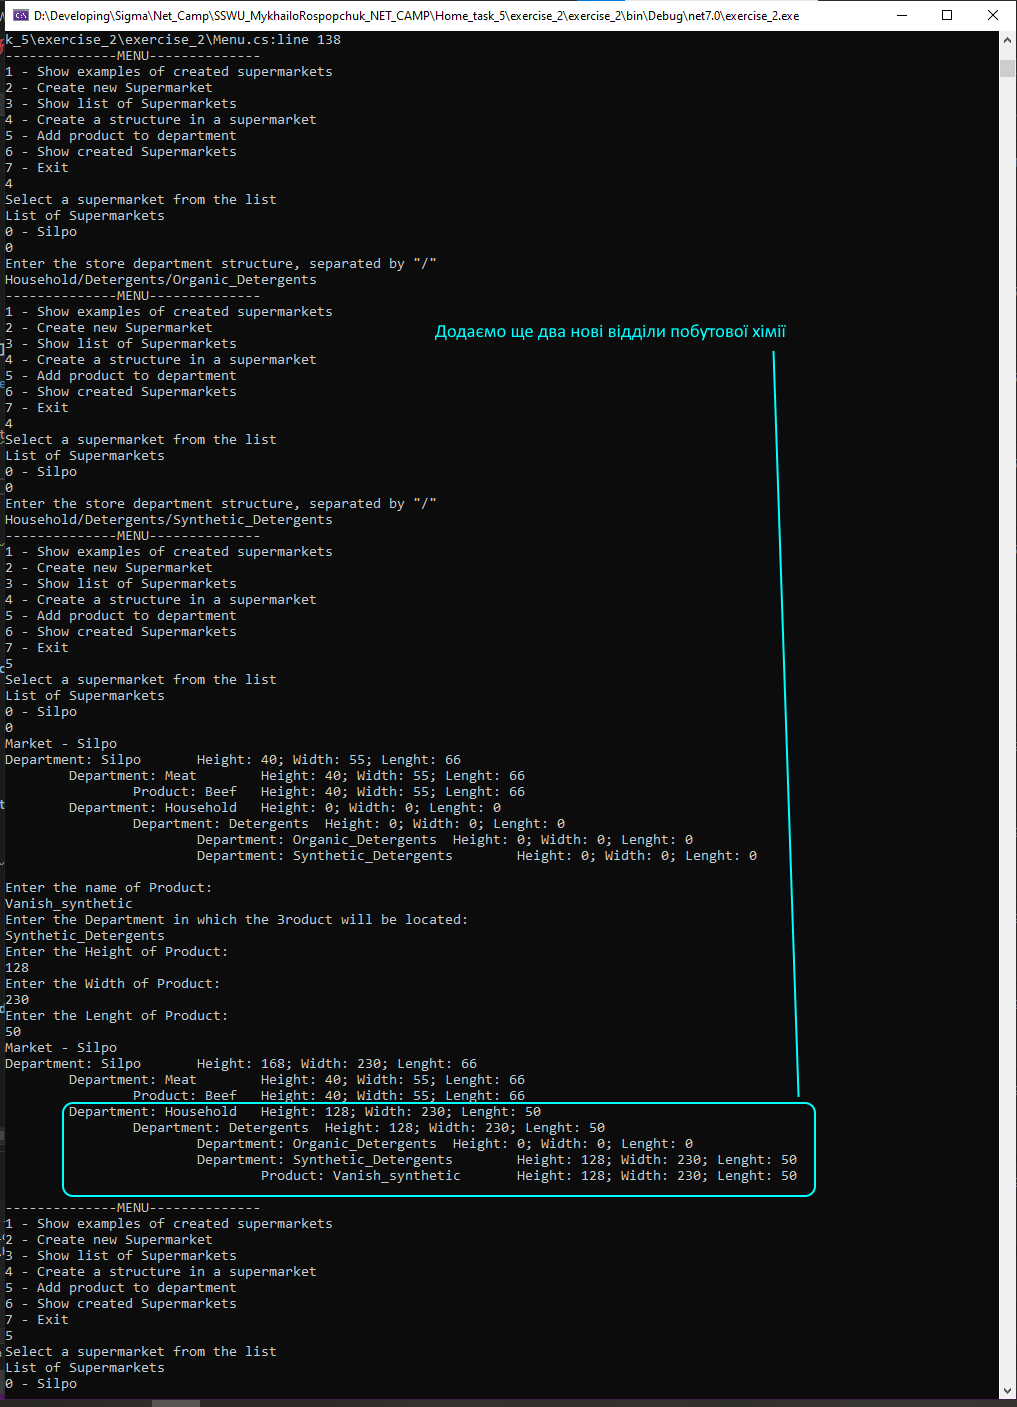 D:\Developing\Sigma\Net_Camp\SSWU_MykhailoRospopchuk_NET_CAMP\Home_task_5\exercise_2\exercise_2\bin\Debug\net7.0\exercise_2.exe
k_5\exercise_2\exercise_2\Menu.cs:line 138
--------------MENU--------------
1 - Show examples of created supermarkets
2 - Create new Supermarket
3 - Show list of Supermarkets
4 - Create a structure in a supermarket
5 - Add product to department
6 - Show created Supermarkets
7 - Exit
4
Select a supermarket from the list
List of Supermarkets
0 - Silpo
0
Enter the store department structure, separated by "/"
Household/Detergents/Organic_Detergents
--------------MENU--------------
1 - Show examples of created supermarkets
2 - Create new Supermarket
Додаємо ще два нові відділи побутової хімії
3 - Show list of Supermarkets
4 - Create a structure in a supermarket
5 - Add product to department
6 - Show created Supermarkets
7 - Exit
4
Select a supermarket from the list
List of Supermarkets
0 - Silpo
0
Enter the store department structure, separated by "/"
Household/Detergents/Synthetic_Detergents
--------------MENU--------------
1 - Show examples of created supermarkets
2 - Create new Supermarket
3 - Show list of Supermarkets
4 - Create a structure in a supermarket
5 - Add product to department
6 - Show created Supermarkets
7 - Exit
5
Select a supermarket from the list
List of Supermarkets
0 - Silpo
0
Market - Silpo
Department: Silpo Height: 40; Width: 55; Lenght: 66
Department: Meat Height: 40; Width: 55; Lenght: 66
Product: Beef Height: 40; Width: 55; Lenght: 66
Department: Household Height: 0; Width: 0; Lenght: 0
Department: Detergents Height: 0; Width: 0; Lenght: 0
Department: Organic_Detergents Height: 0; Width: 0; Lenght: 0
Department: Synthetic_Detergents Height: 0; Width: 0; Lenght: 0
Enter the name of Product:
Vanish_synthetic
Enter the Department in which the 3roduct will be located:
Synthetic_Detergents
Enter the Height of Product:
128
Enter the Width of Product:
230
Enter the Lenght of Product:
50
Market - Silpo
Department: Silpo Height: 168; Width: 230; Lenght: 66
Department: Meat Height: 40; Width: 55; Lenght: 66
Product: Beef Height: 40; Width: 55; Lenght: 66
Department: Household Height: 128; Width: 230; Lenght: 50
Department: Detergents Height: 128; Width: 230; Lenght: 50
Department: Organic_Detergents Height: 0; Width: 0; Lenght: 0
Department: Synthetic_Detergents Height: 128; Width: 230; Lenght: 50
Product: Vanish_synthetic Height: 128; Width: 230; Lenght: 50
--------------MENU--------------
1 - Show examples of created supermarkets
2 - Create new Supermarket
3 - Show list of Supermarkets
4 - Create a structure in a supermarket
5 - Add product to department
6 - Show created Supermarkets
7 - Exit
5
Select a supermarket from the list
List of Supermarkets
0 - Silpo